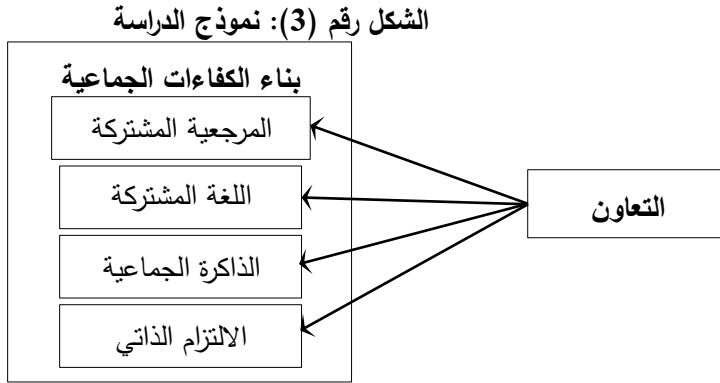 الشكل رقم (3): نموذج الدراسة
بناء الكفاءات الجماعية
المرجعية المشتركة
اللغة المشتركة
الذاكرة الجماعية
الالتزام الذاتي
التعاون